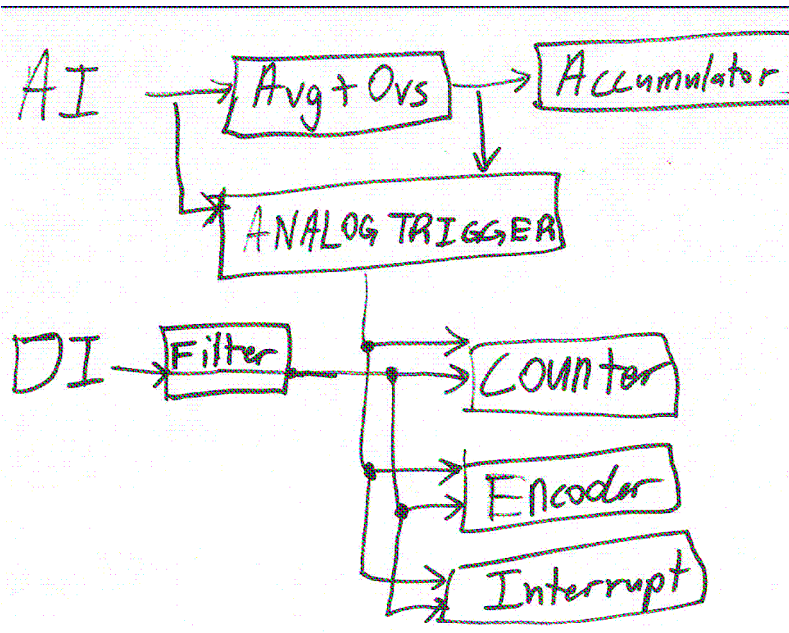 AI
Avg + Ovs
Accumulator
ANALOG TRIGGER
DI
Filter
Counter
Encoder
Interrupt